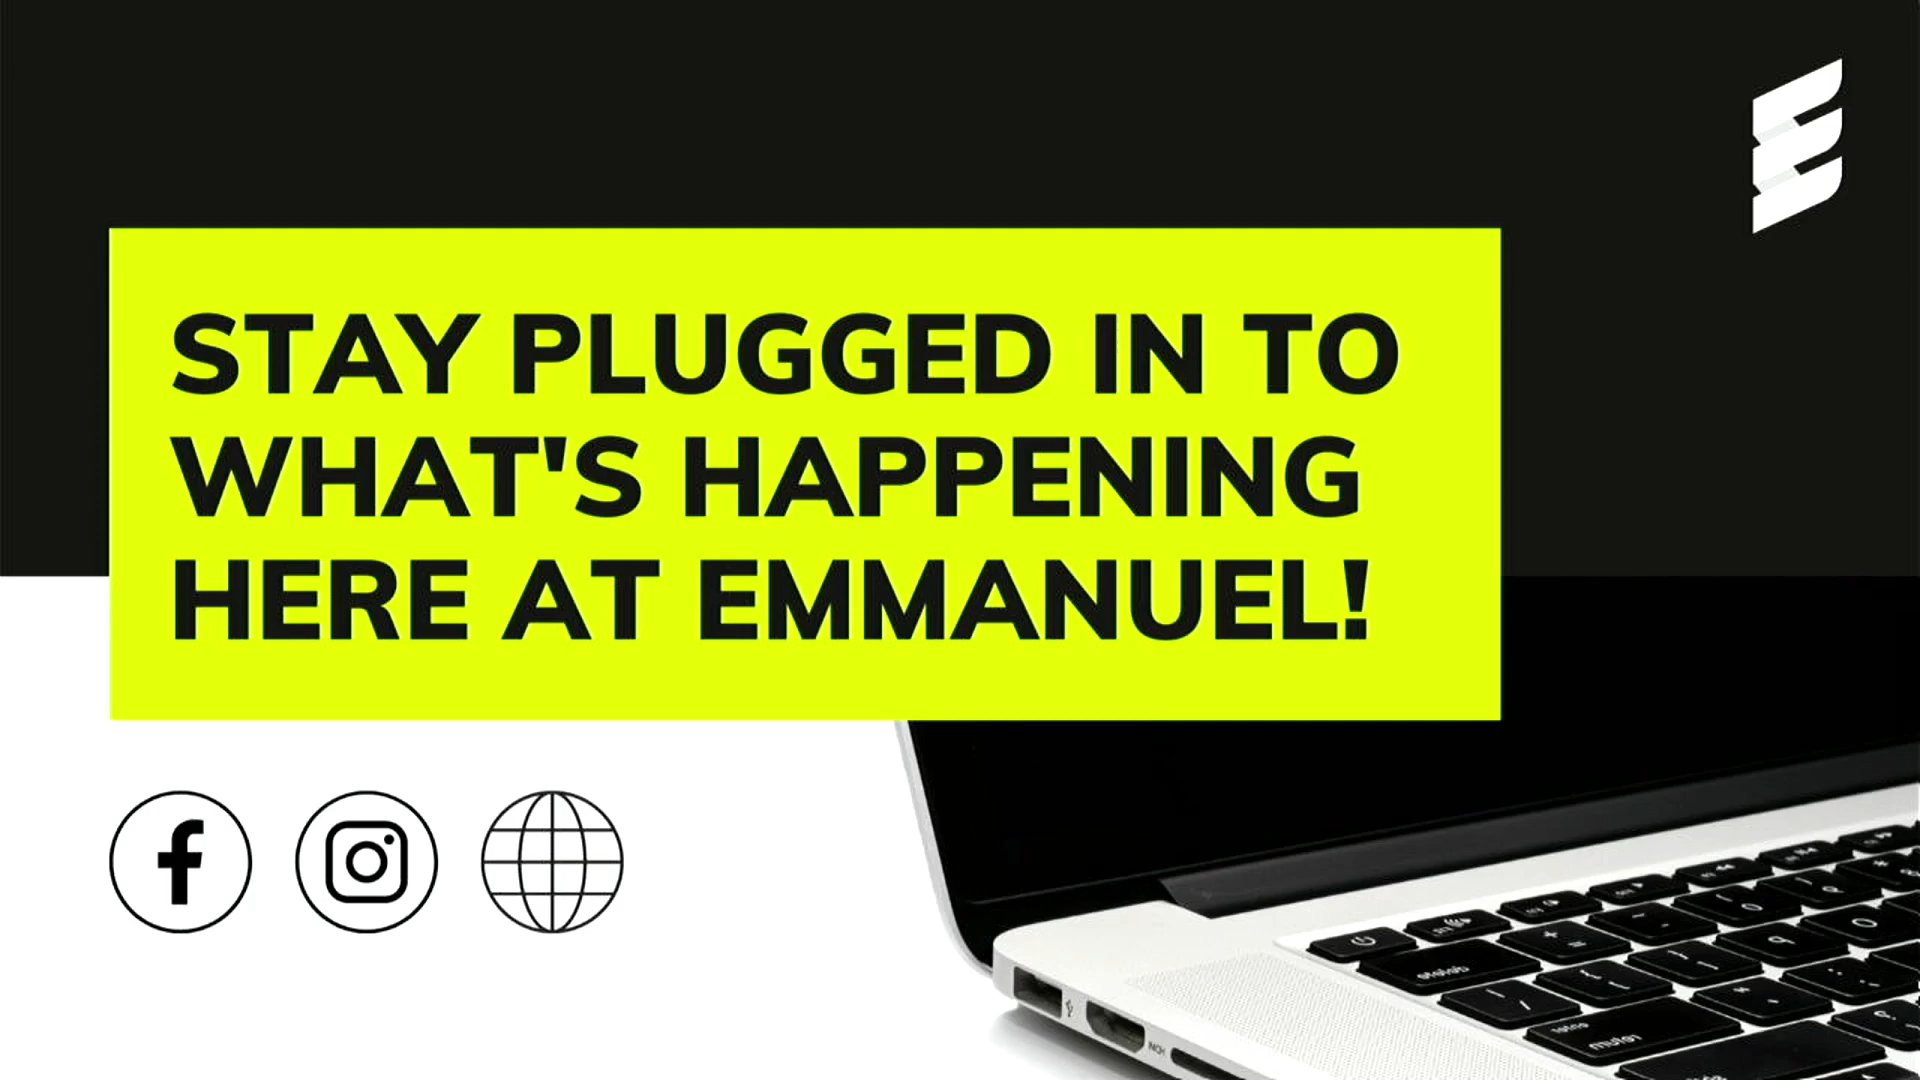 STAY PLUGGED IN TO
WHAT'S HAPPENING
HERE AT EMMANUEL!